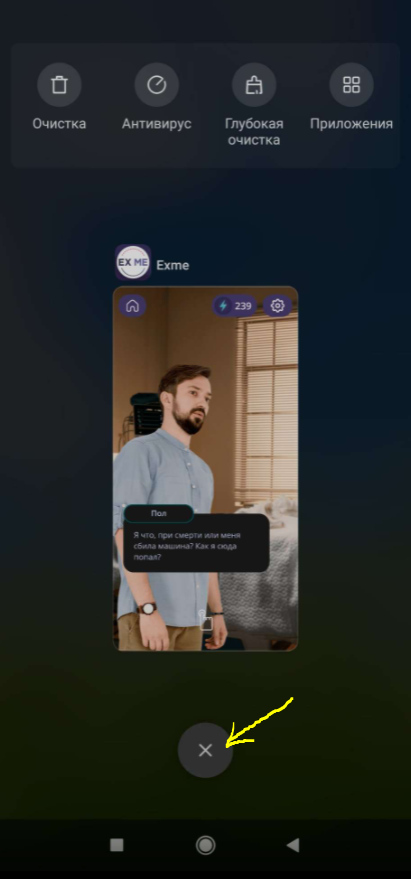 Очистка
Антивирус
Глубокая
очистка
Приложения
EX ME
Exme
239
Пол
Я что, при смерти или меня
сбила машина? Как я сюда
попал?